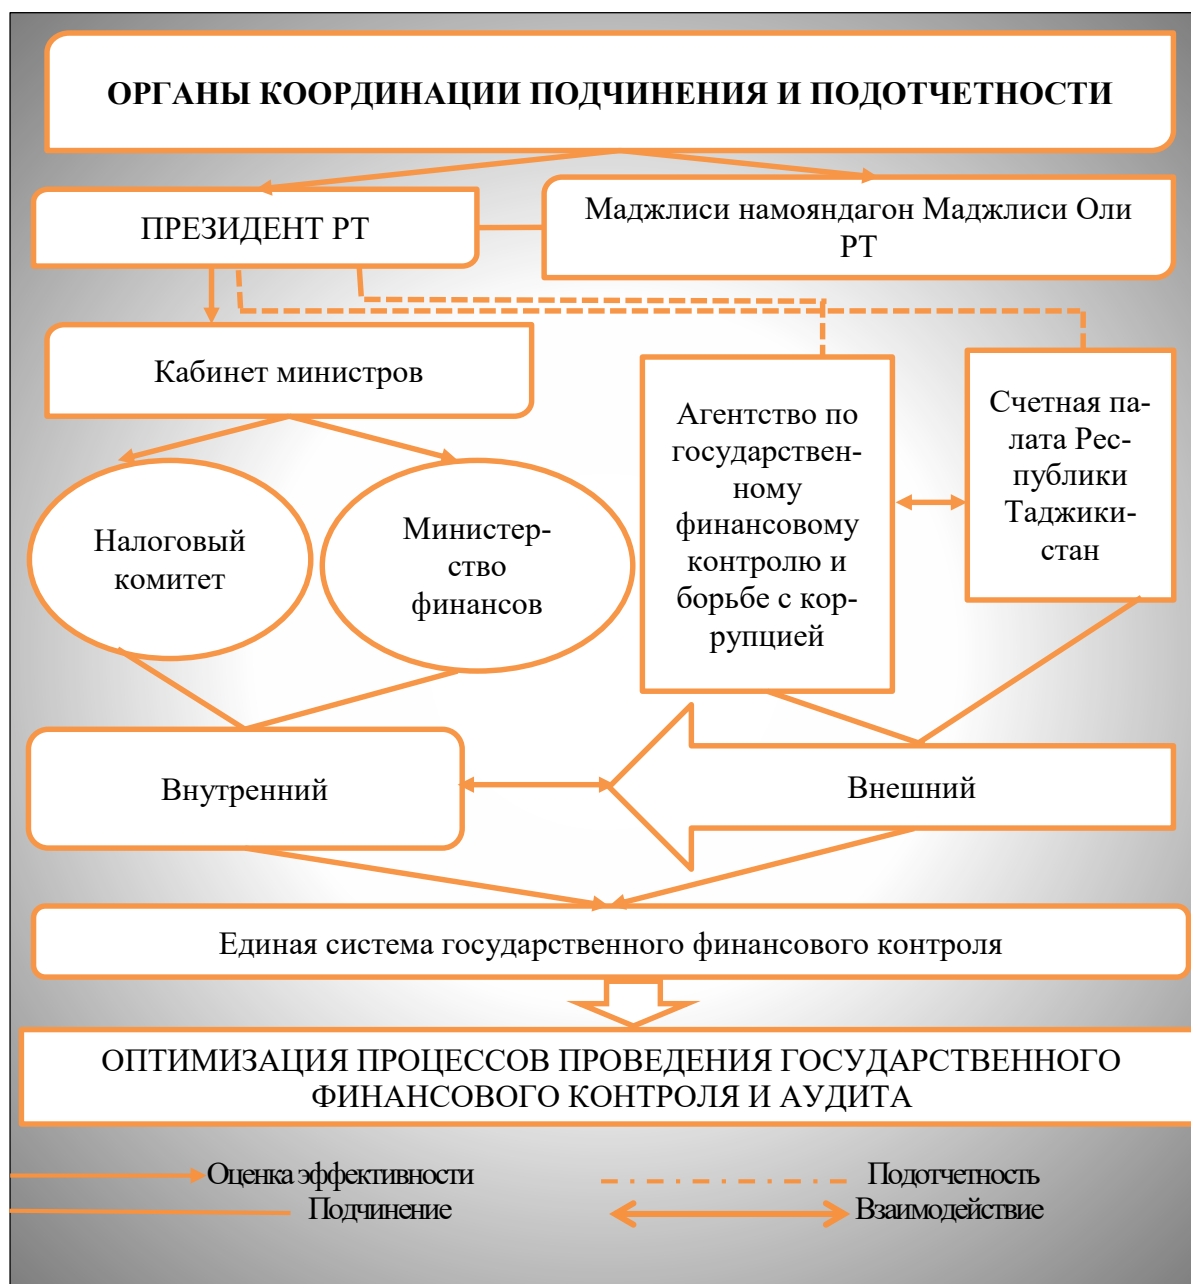 ОРГАНЫ КООРДИНАЦИИ ПОДЧИНЕНИЯ И ПОДОТЧЕТНОСТИ
ПРЕЗИДЕНТ РТ
Маджлиси намояндагон Маджлиси Оли
РТ
Кабинет министров
Агентство по
государствен-
ному
финансовому
контролю и
борьбе с кор-
рупцией
Счетная па-
лата Рес-
публики
Таджики-
стан
Налоговый
комитет
Министер-
ство
финансов
Внутренний
Внешний
Единая система государственного финансового контроля
ОПТИМИЗАЦИЯ ПРОЦЕССОВ ПРОВЕДЕНИЯ ГОСУДАРСТВЕННОГО
ФИНАНСОВОГО КОНТРОЛЯ И АУДИТА
Оценка эффективности
Подотчетность
Подчинение
Взаимодействие